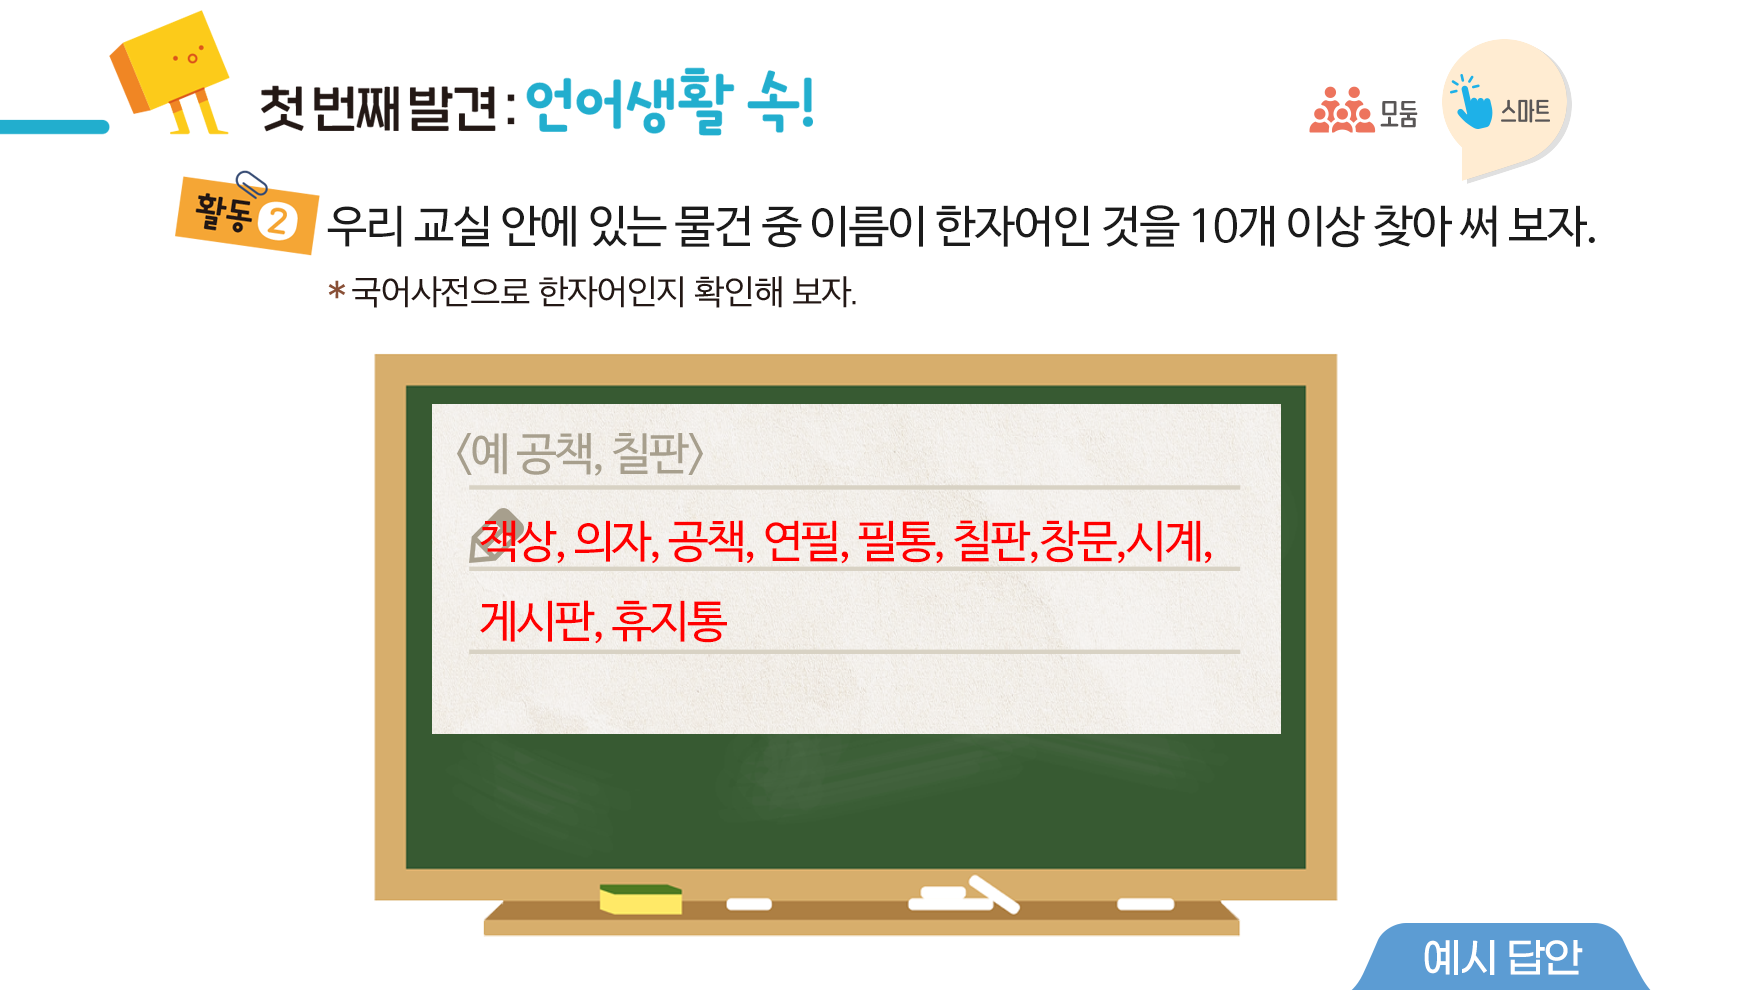 첫 번째 발견 : 언어생활 속!
모둠
스마트
활동 2
우리 교실 안에 있는 물건 중 이름이 한자어인 것을 10개 이상 찾아 써 보자.
* 국어사전으로 한자어인지 확인해 보자.
<예 공책, 칠판>
책상, 의자, 공책, 연필, 필통, 칠판,창문,시계,
게시판, 휴지통
예시 답안